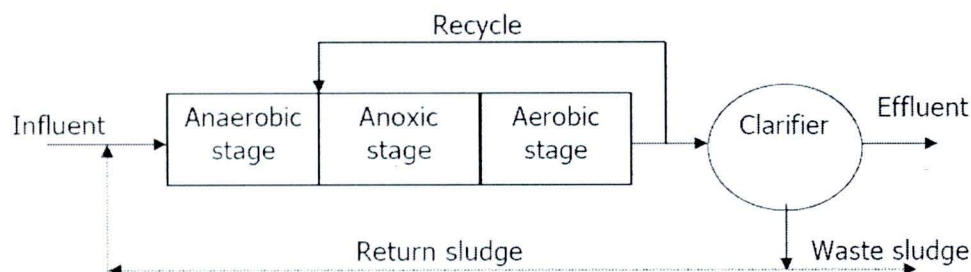 Recycle
Influent
Anaerobic
stage
Anoxic
stage
Aerobic
stage
Clarifier
Effluent
Return sludge
Waste sludge